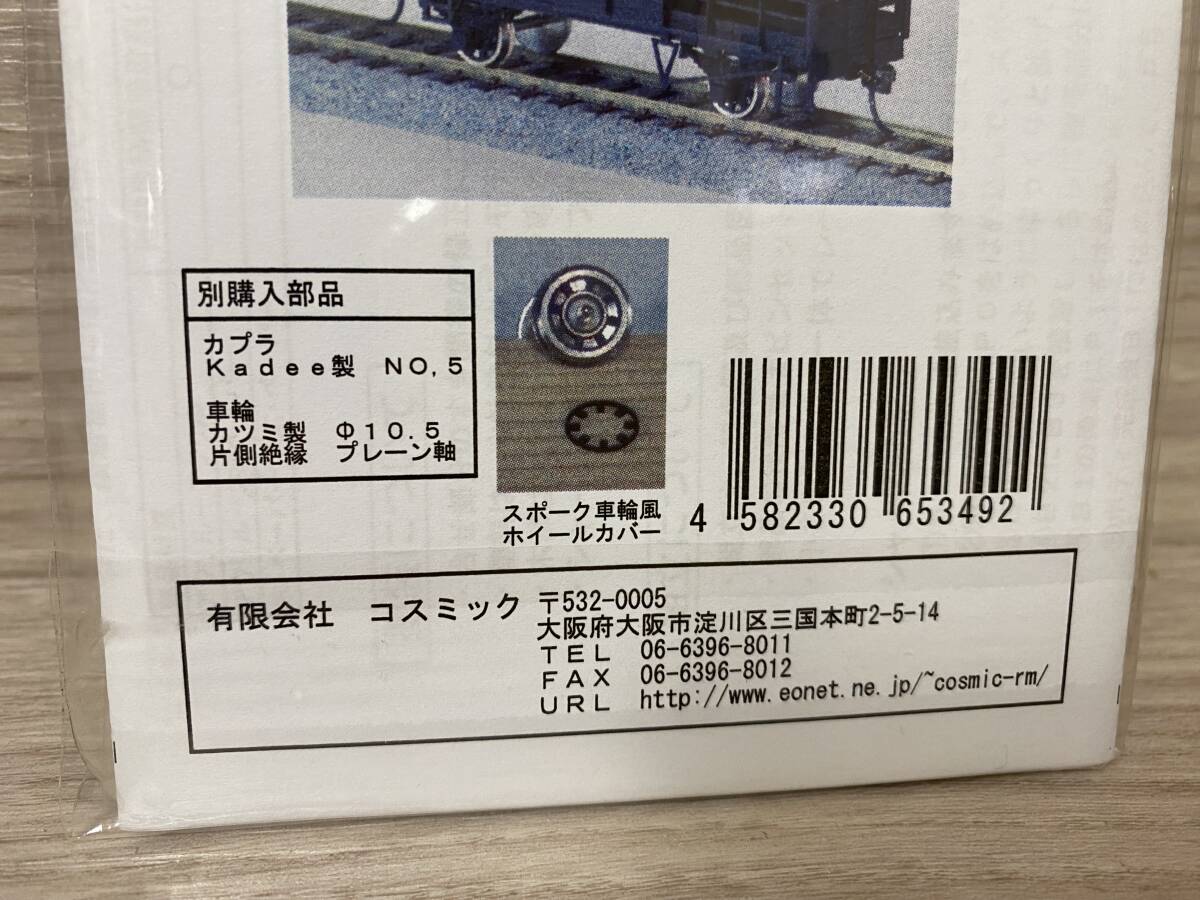 別購入部品
カプラ
Kadee製　NO,5
車輪
カツミ製　Φ10.5
片側絶縁　プレーン軸
スポーク車輪風
ホイールカバー
4 582330 653492
有限会社　コスミック
〒532-0005
大阪府大阪市淀川区三国本町2-5-14
TEL　06-6396-8011
FAX　06-6396-8012
URL　http://www.eonet.ne.jp/~cosmic-rm/